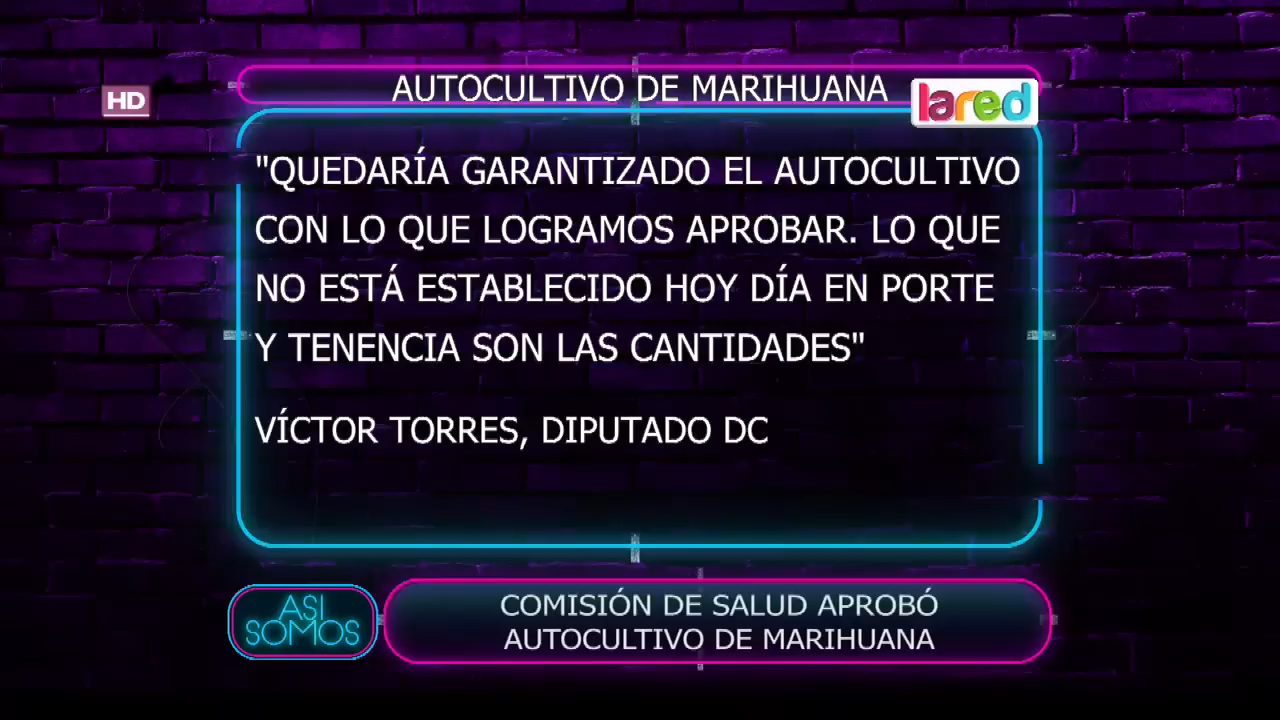 HD
AUTOCULTIVO DE MARIHUANA
lared
"QUEDARÍA GARANTIZADO EL AUTOCULTIVO
CON LO QUE LOGRAMOS APROBAR. LO QUE
NO ESTÁ ESTABLECIDO HOY DÍA EN PORTE
Y TENENCIA SON LAS CANTIDADES"
VÍCTOR TORRES, DIPUTADO DC
ASI
SOMOS
COMISIÓN DE SALUD APROBÓ
AUTOCULTIVO DE MARIHUANA